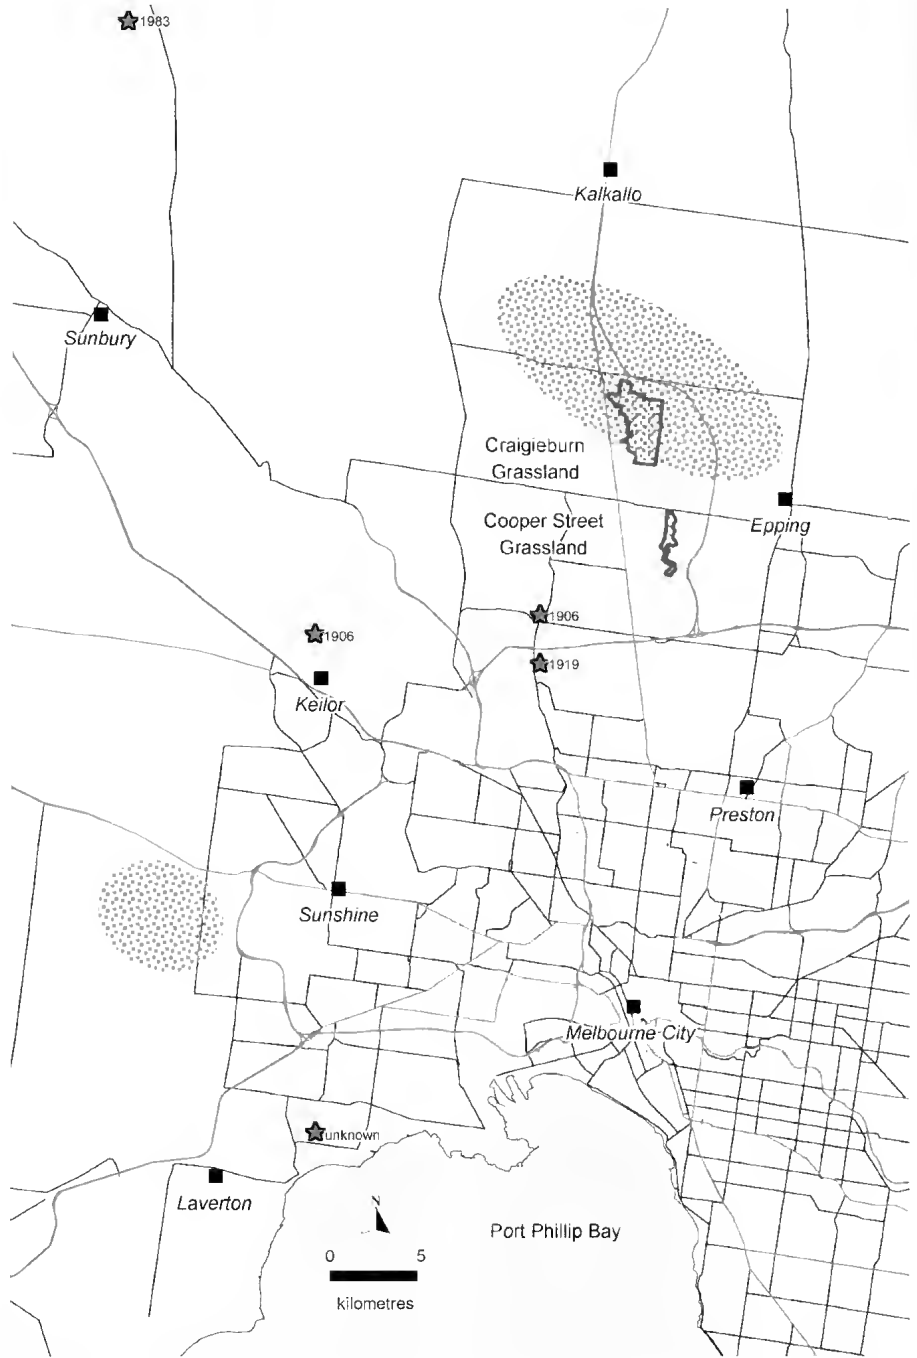 1983
Kalkallo
Sunbury
Craigieburn
Grassland
Cooper Street
Grassland
Epping
1906
1906
1919
Keilor
Preston
Sunshine
Melbourne City
unknown
Laverton
N
Port Phillip Bay
0 5
kilometres